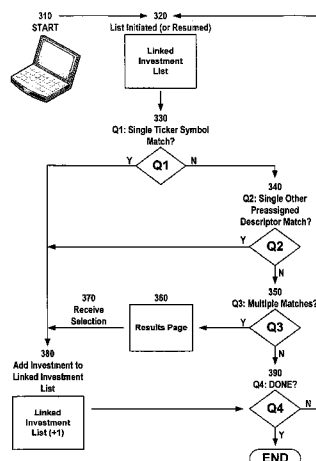 310
START
320
List Initiated (or Resumed)
Linked
Investment
List
330
Q1: Single Ticker Symbol
Match?
Y
Q1
N
340
Q2: Single Other
Preassigned
Descriptor Match?
Y
Q2
N
350
Q3: Multiple Matches?
370
Receive
Selection
360
Results Page
Y
Q3
N
380
Add Investment to
Linked Investment
List
Linked
Investment
List (+1)
390
Q4: DONE?
Q4
N
Y
END